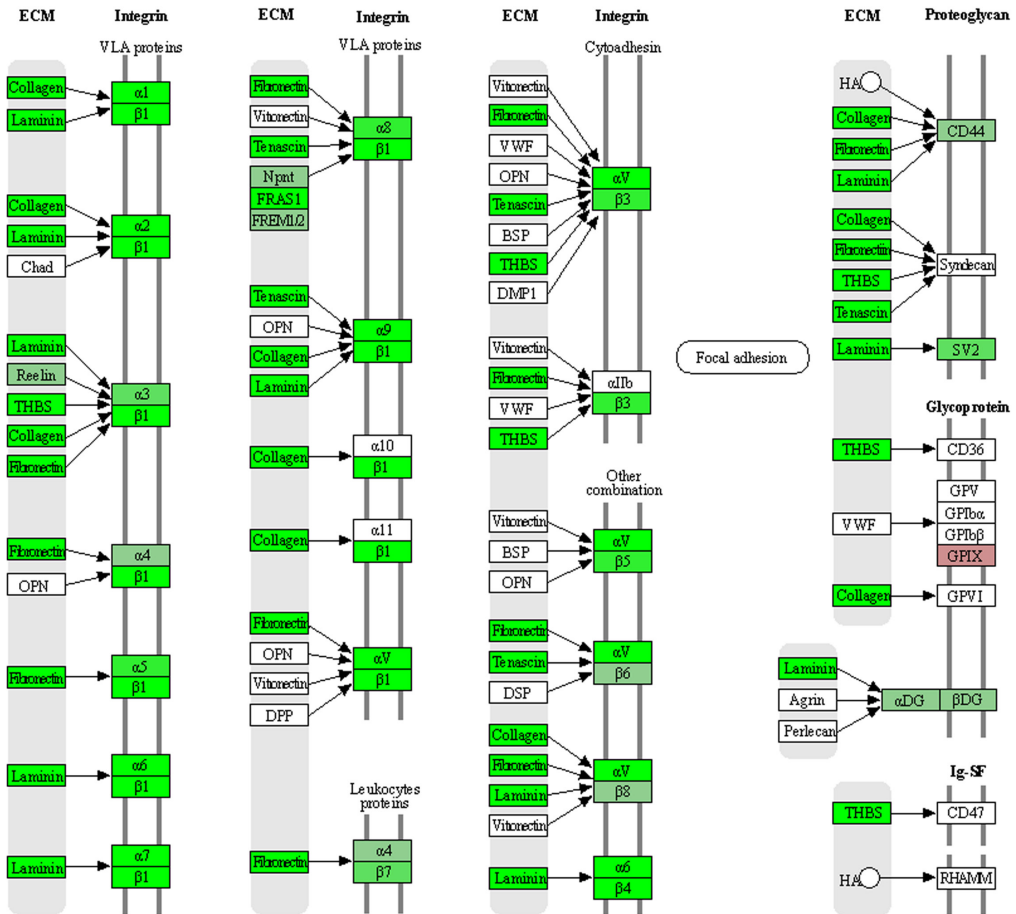 ECM Integrin
VLA proteins
Collagen
Laminin
α1
β1
Collagen
Laminin
Chad
α2
β1
Laminin
Reelin
THBS
Collagen
Fibronectin
α3
β1
Fibronectin
OPN
α4
β1
Fibronectin
α5
β1
Laminin
α6
β1
Laminin
α7
β1
ECM Integrin
VLA proteins
Fibronectin
Vitronectin
Tenascin
Npnt
FRAS1
FREM1/2
α8
β1
Tenascin
OPN
Collagen
Laminin
α9
β1
Collagen
α10
β1
Collagen
α11
β1
Fibronectin
OPN
Vitronectin
DPP
αV
β1
Leukocytes
proteins
Fibronectin
α4
β7
ECM Integrin
Cytoadhesin
Vitronectin
Fibronectin
VWF
OPN
Tenascin
BSP
THBS
DMP1
αV
β3
Vitronectin
Fibronectin
VWF
THBS
αIIb
β3
Other
combination
Vitronectin
BSP
OPN
αV
β5
Fibronectin
Tenascin
DSP
αV
β6
Collagen
Fibronectin
Laminin
Vitronectin
αV
β8
Laminin
α6
β4
Focal adhesion
ECM Proteoglycan
HA
Collagen
Fibronectin
Laminin
CD44
Collagen
Fibronectin
THBS
Tenascin
Syndecan
Laminin
SV2
Glycoprotein
THBS
CD36
VWF
GPV
GPIbα
GPIbβ
GPIX
Collagen
GPVI
Laminin
Agrin
Perlecan
αDG βDG
Ig-SF
THBS
CD47
HA
RHAMM